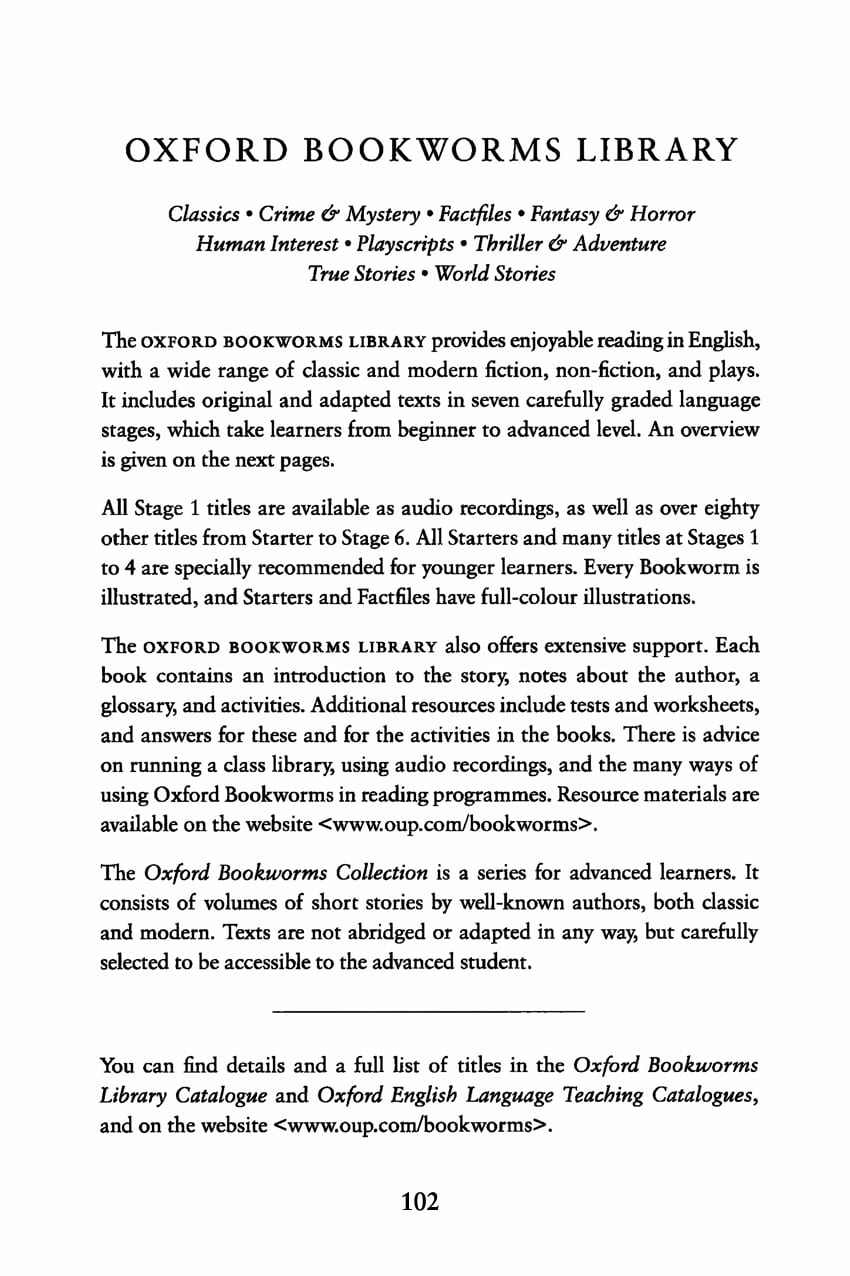 OXFORD BOOKWORMS LIBRARY
Classics • Crime & Mystery • Factfiles • Fantasy & Horror
Human Interest • Playscripts • Thriller & Adventure
True Stories • World Stories
The OXFORD BOOKWORMS LIBRARY provides enjoyable reading in English,
with a wide range of classic and modern fiction, non-fiction, and plays.
It includes original and adapted texts in seven carefully graded language
stages, which take learners from beginner to advanced level. An overview
is given on the next pages.
All Stage 1 titles are available as audio recordings, as well as over eighty
other titles from Starter to Stage 6. All Starters and many titles at Stages 1
to 4 are specially recommended for younger learners. Every Bookworm is
illustrated, and Starters and Factfiles have full-colour illustrations.
The OXFORD BOOKWORMS LIBRARY also offers extensive support. Each
book contains an introduction to the story, notes about the author, a
glossary, and activities. Additional resources include tests and worksheets,
and answers for these and for the activities in the books. There is advice
on running a class library, using audio recordings, and the many ways of
using Oxford Bookworms in reading programmes. Resource materials are
available on the website <www.oup.com/bookworms>.
The Oxford Bookworms Collection is a series for advanced learners. It
consists of volumes of short stories by well-known authors, both classic
and modern. Texts are not abridged or adapted in any way, but carefully
selected to be accessible to the advanced student.
You can find details and a full list of titles in the Oxford Bookworms
Library Catalogue and Oxford English Language Teaching Catalogues,
and on the website <www.oup.com/bookworms>.
102